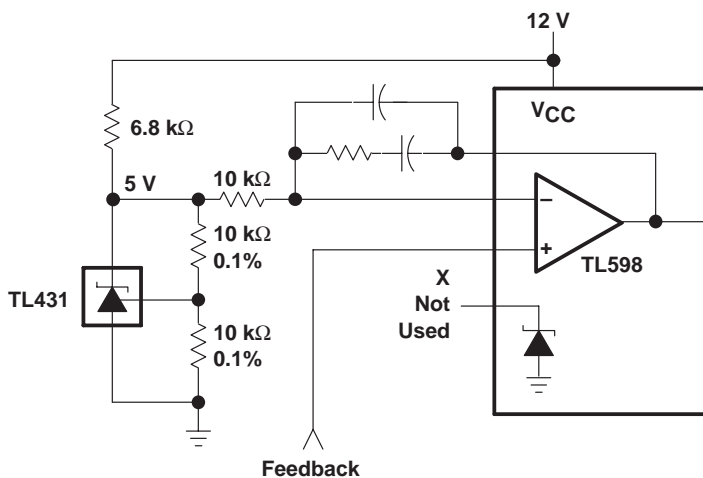 12 V
VCC
6.8 kΩ
5 V
10 kΩ
10 kΩ
0.1%
TL431
10 kΩ
0.1%
−
+
TL598
X
Not
Used
Feedback